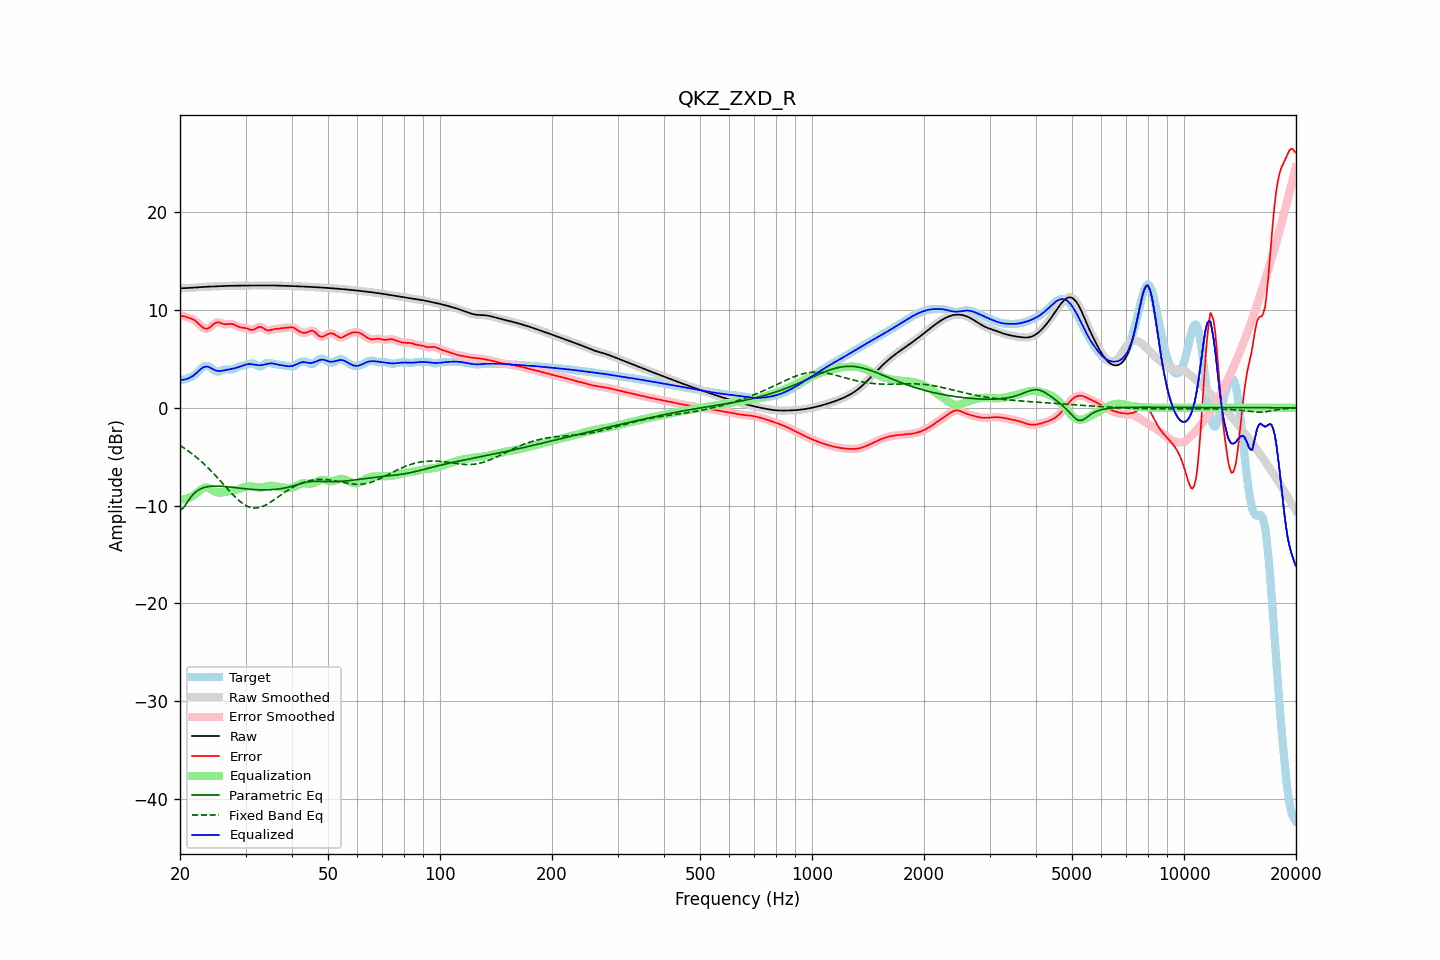 QKZ_ZXD_R
Amplitude (dBr)
20
10
0
−10
−20
−30
−40
Target
Raw Smoothed
Error Smoothed
Raw
Error
Equalization
Parametric Eq
Fixed Band Eq
Equalized
20 50 100 200 500 1000 2000 5000 10000 20000
Frequency (Hz)